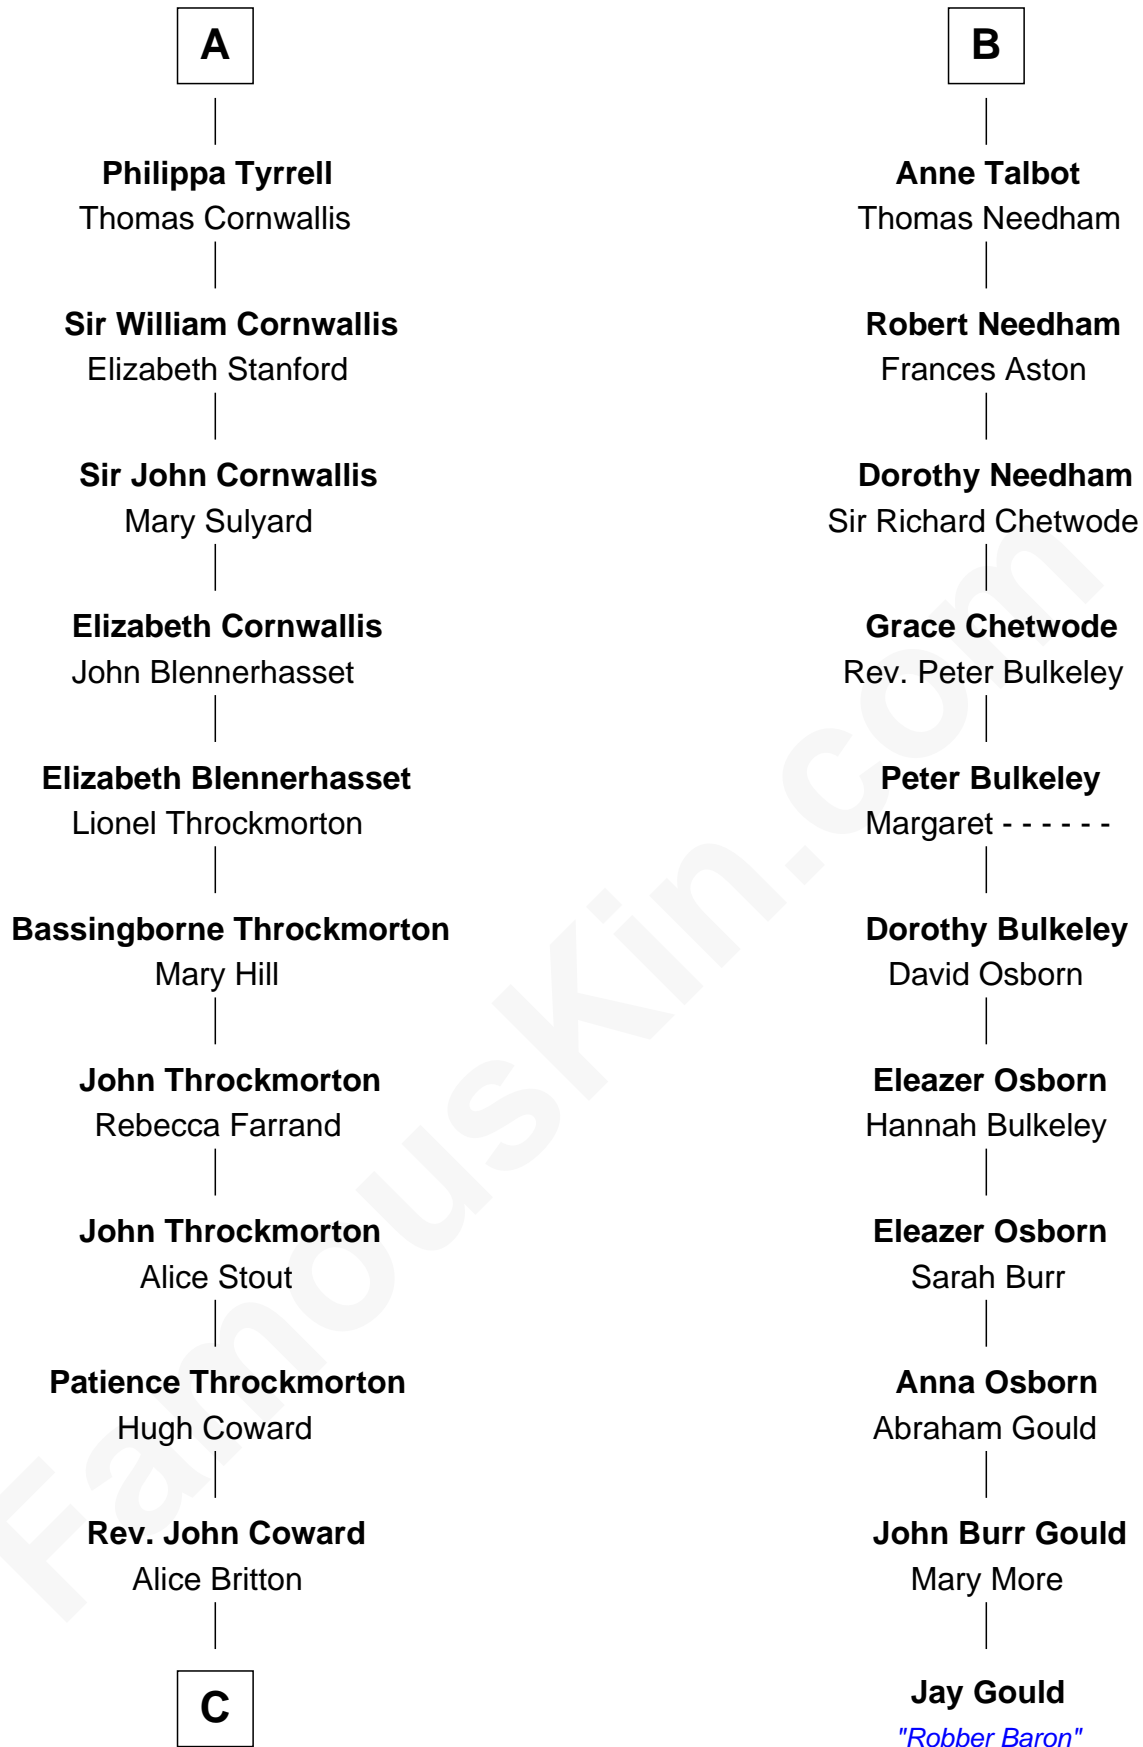 A
Philippa Tyrrell
Thomas Cornwallis
Sir William Cornwallis
Elizabeth Stanford
Sir John Cornwallis
Mary Sulyard
Elizabeth Cornwallis
John Blennerhasset
Elizabeth Blennerhasset
Lionel Throckmorton
Bassingborne Throckmorton
Mary Hill
John Throckmorton
Rebecca Farrand
John Throckmorton
Alice Stout
Patience Throckmorton
Hugh Coward
Rev. John Coward
Alice Britton
C
B
Anne Talbot
Thomas Needham
Robert Needham
Frances Aston
Dorothy Needham
Sir Richard Chetwode
Grace Chetwode
Rev. Peter Bulkeley
Peter Bulkeley
Margaret - - - - - -
Dorothy Bulkeley
David Osborn
Eleazer Osborn
Hannah Bulkeley
Eleazer Osborn
Sarah Burr
Anna Osborn
Abraham Gould
John Burr Gould
Mary More
Jay Gould
"Robber Baron"
FamousKin.com